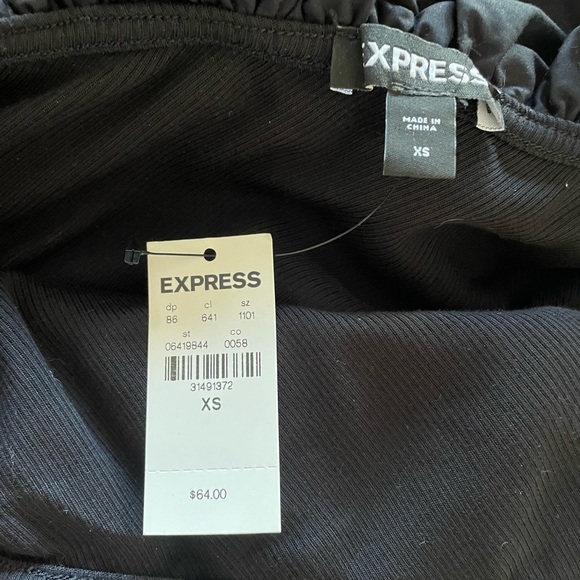 EXPRESS
MADE IN
CHINA
XS
EXPRESS
dp cl sz
86 641 1101
st co
06419844 0058
31491372
XS
$64.00